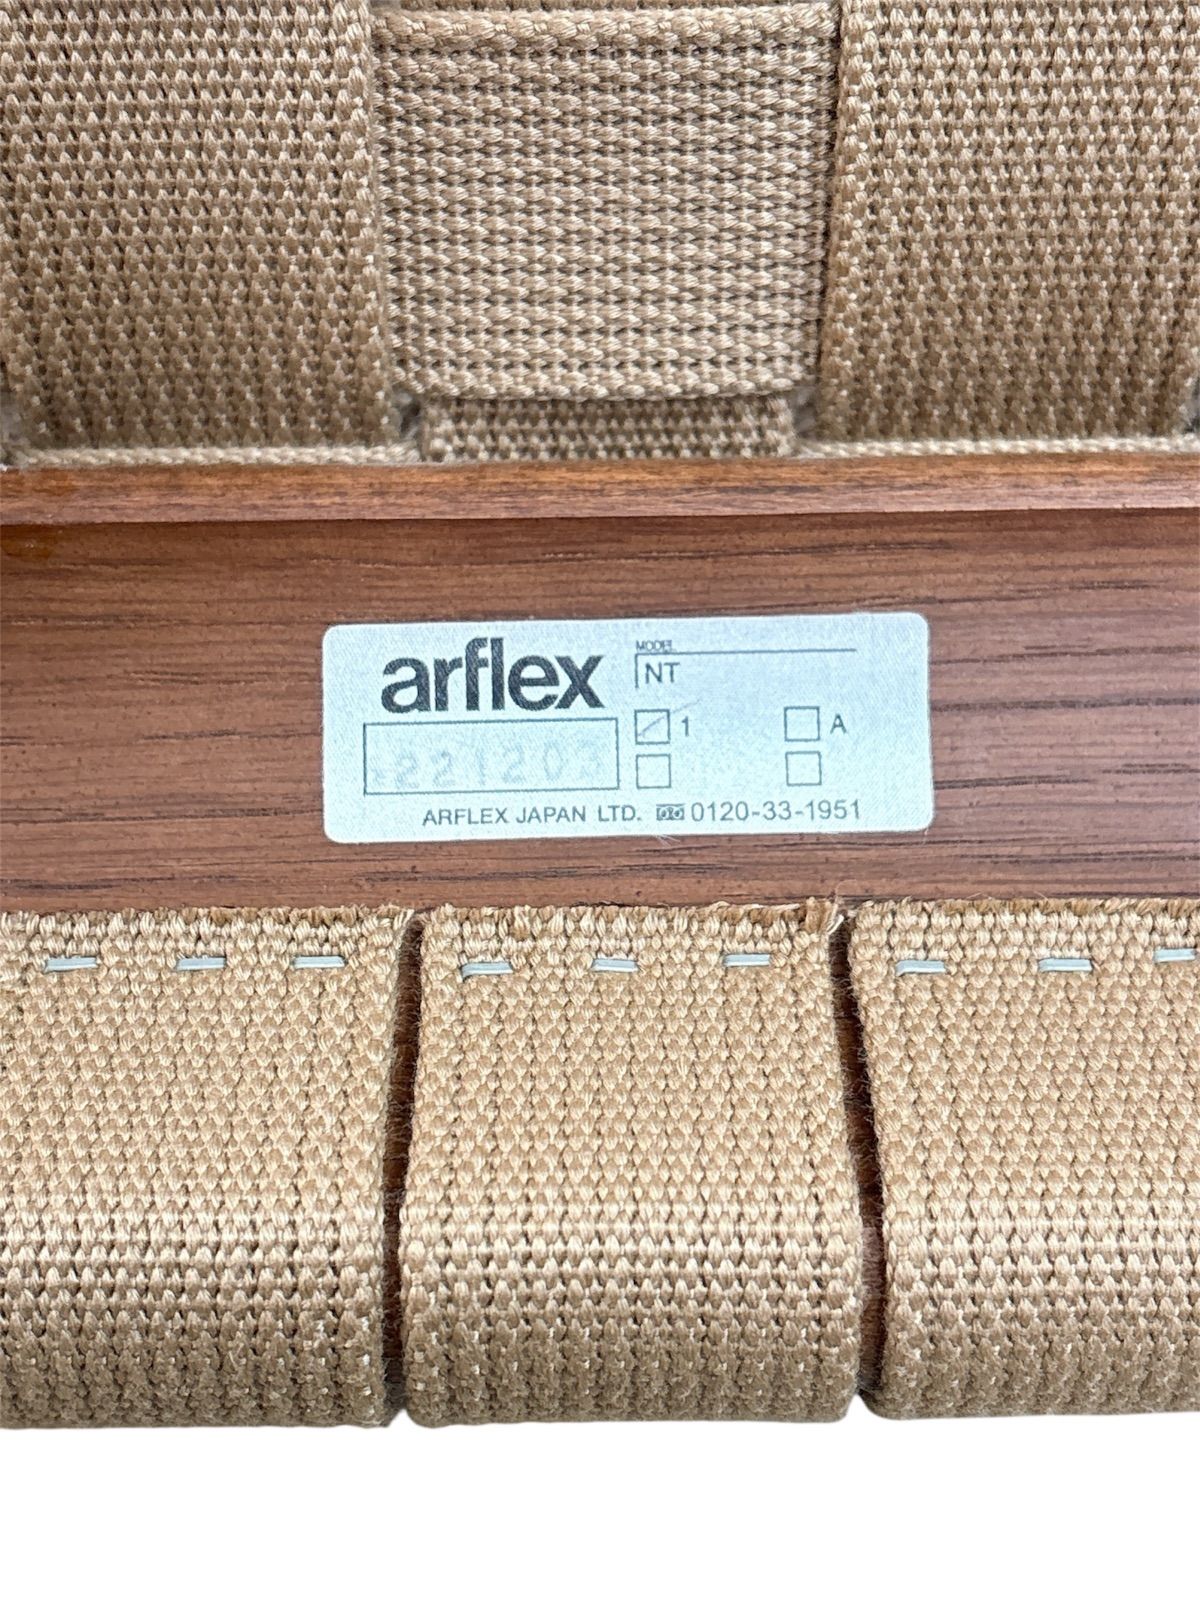 arflex
MODEL
NT
221203
1
A
ARFLEX JAPAN LTD. 0120-33-1951